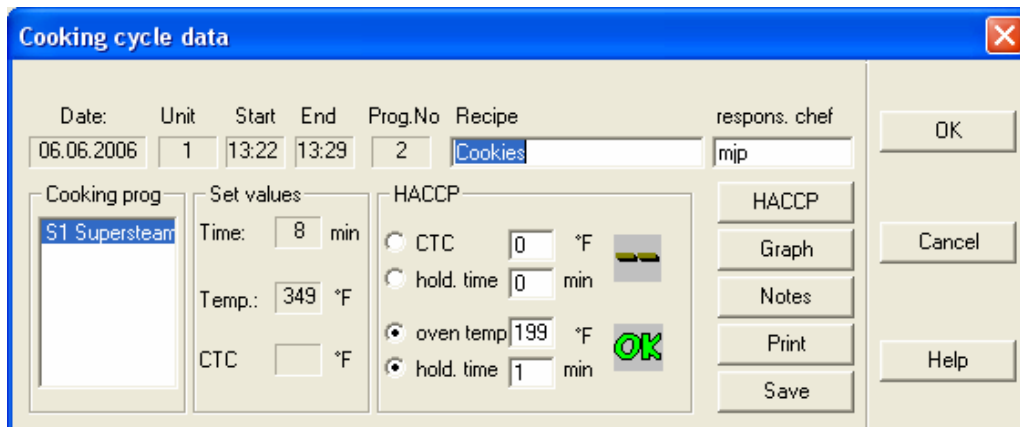 Cooking cycle data
Date: Unit Start End Prog.No Recipe respons. chef
06.06.2006 1 13:22 13:29 2 Cookies mjp
OK
Cooking prog
S1 Supersteam
Set values
Time: 8 min
Temp.: 349 °F
CTC °F
HACCP
CTC 0 °F
hold. time 0 min
--
oven temp 199 °F
hold. time 1 min
OK
HACCP
Graph
Notes
Print
Save
Cancel
Help